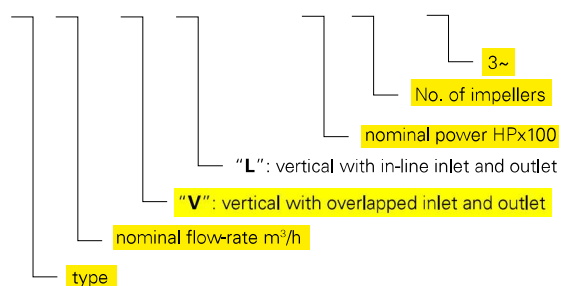 3~
No. of impellers
nominal power HPx100
“L”: vertical with in-line inlet and outlet
“V”: vertical with overlapped inlet and outlet
nominal flow-rate m³/h
type